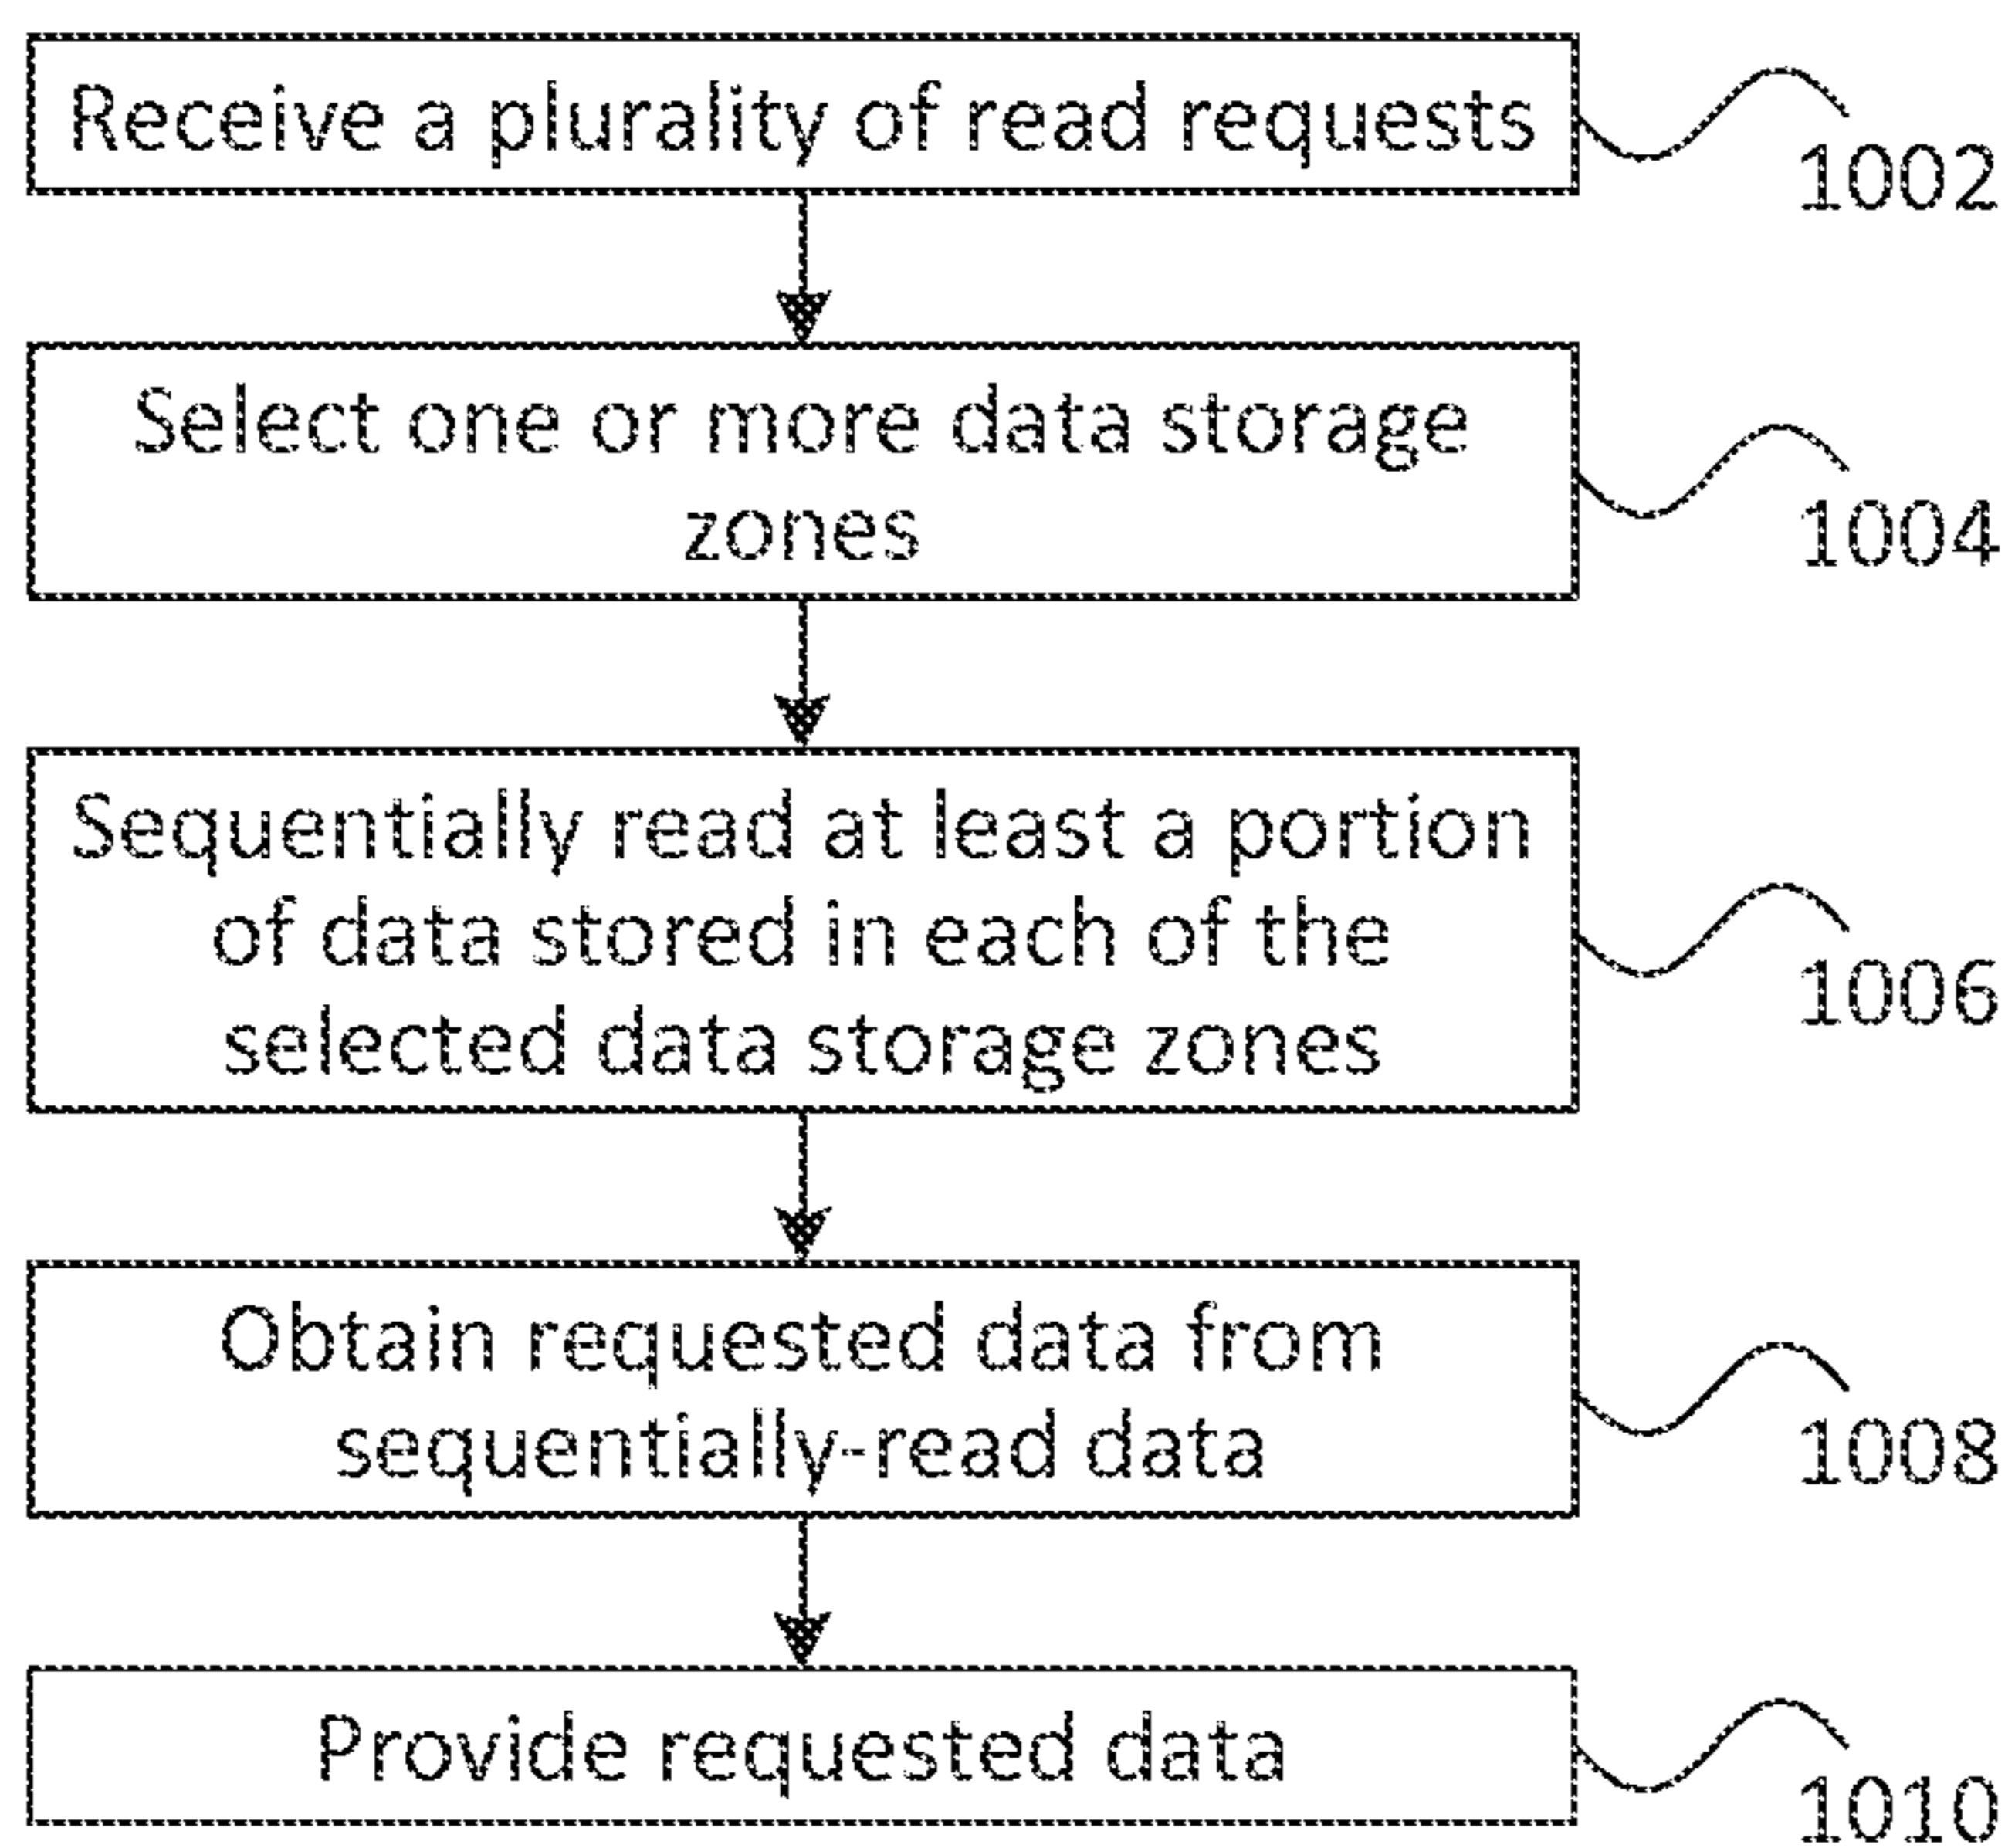 Receive a plurality of read requests
1002
Select one or more data storage
zones
1004
Sequentially read at least a portion
of data stored in each of the
selected data storage zones
1006
Obtain requested data from
sequentially-read data
1008
Provide requested data
1010